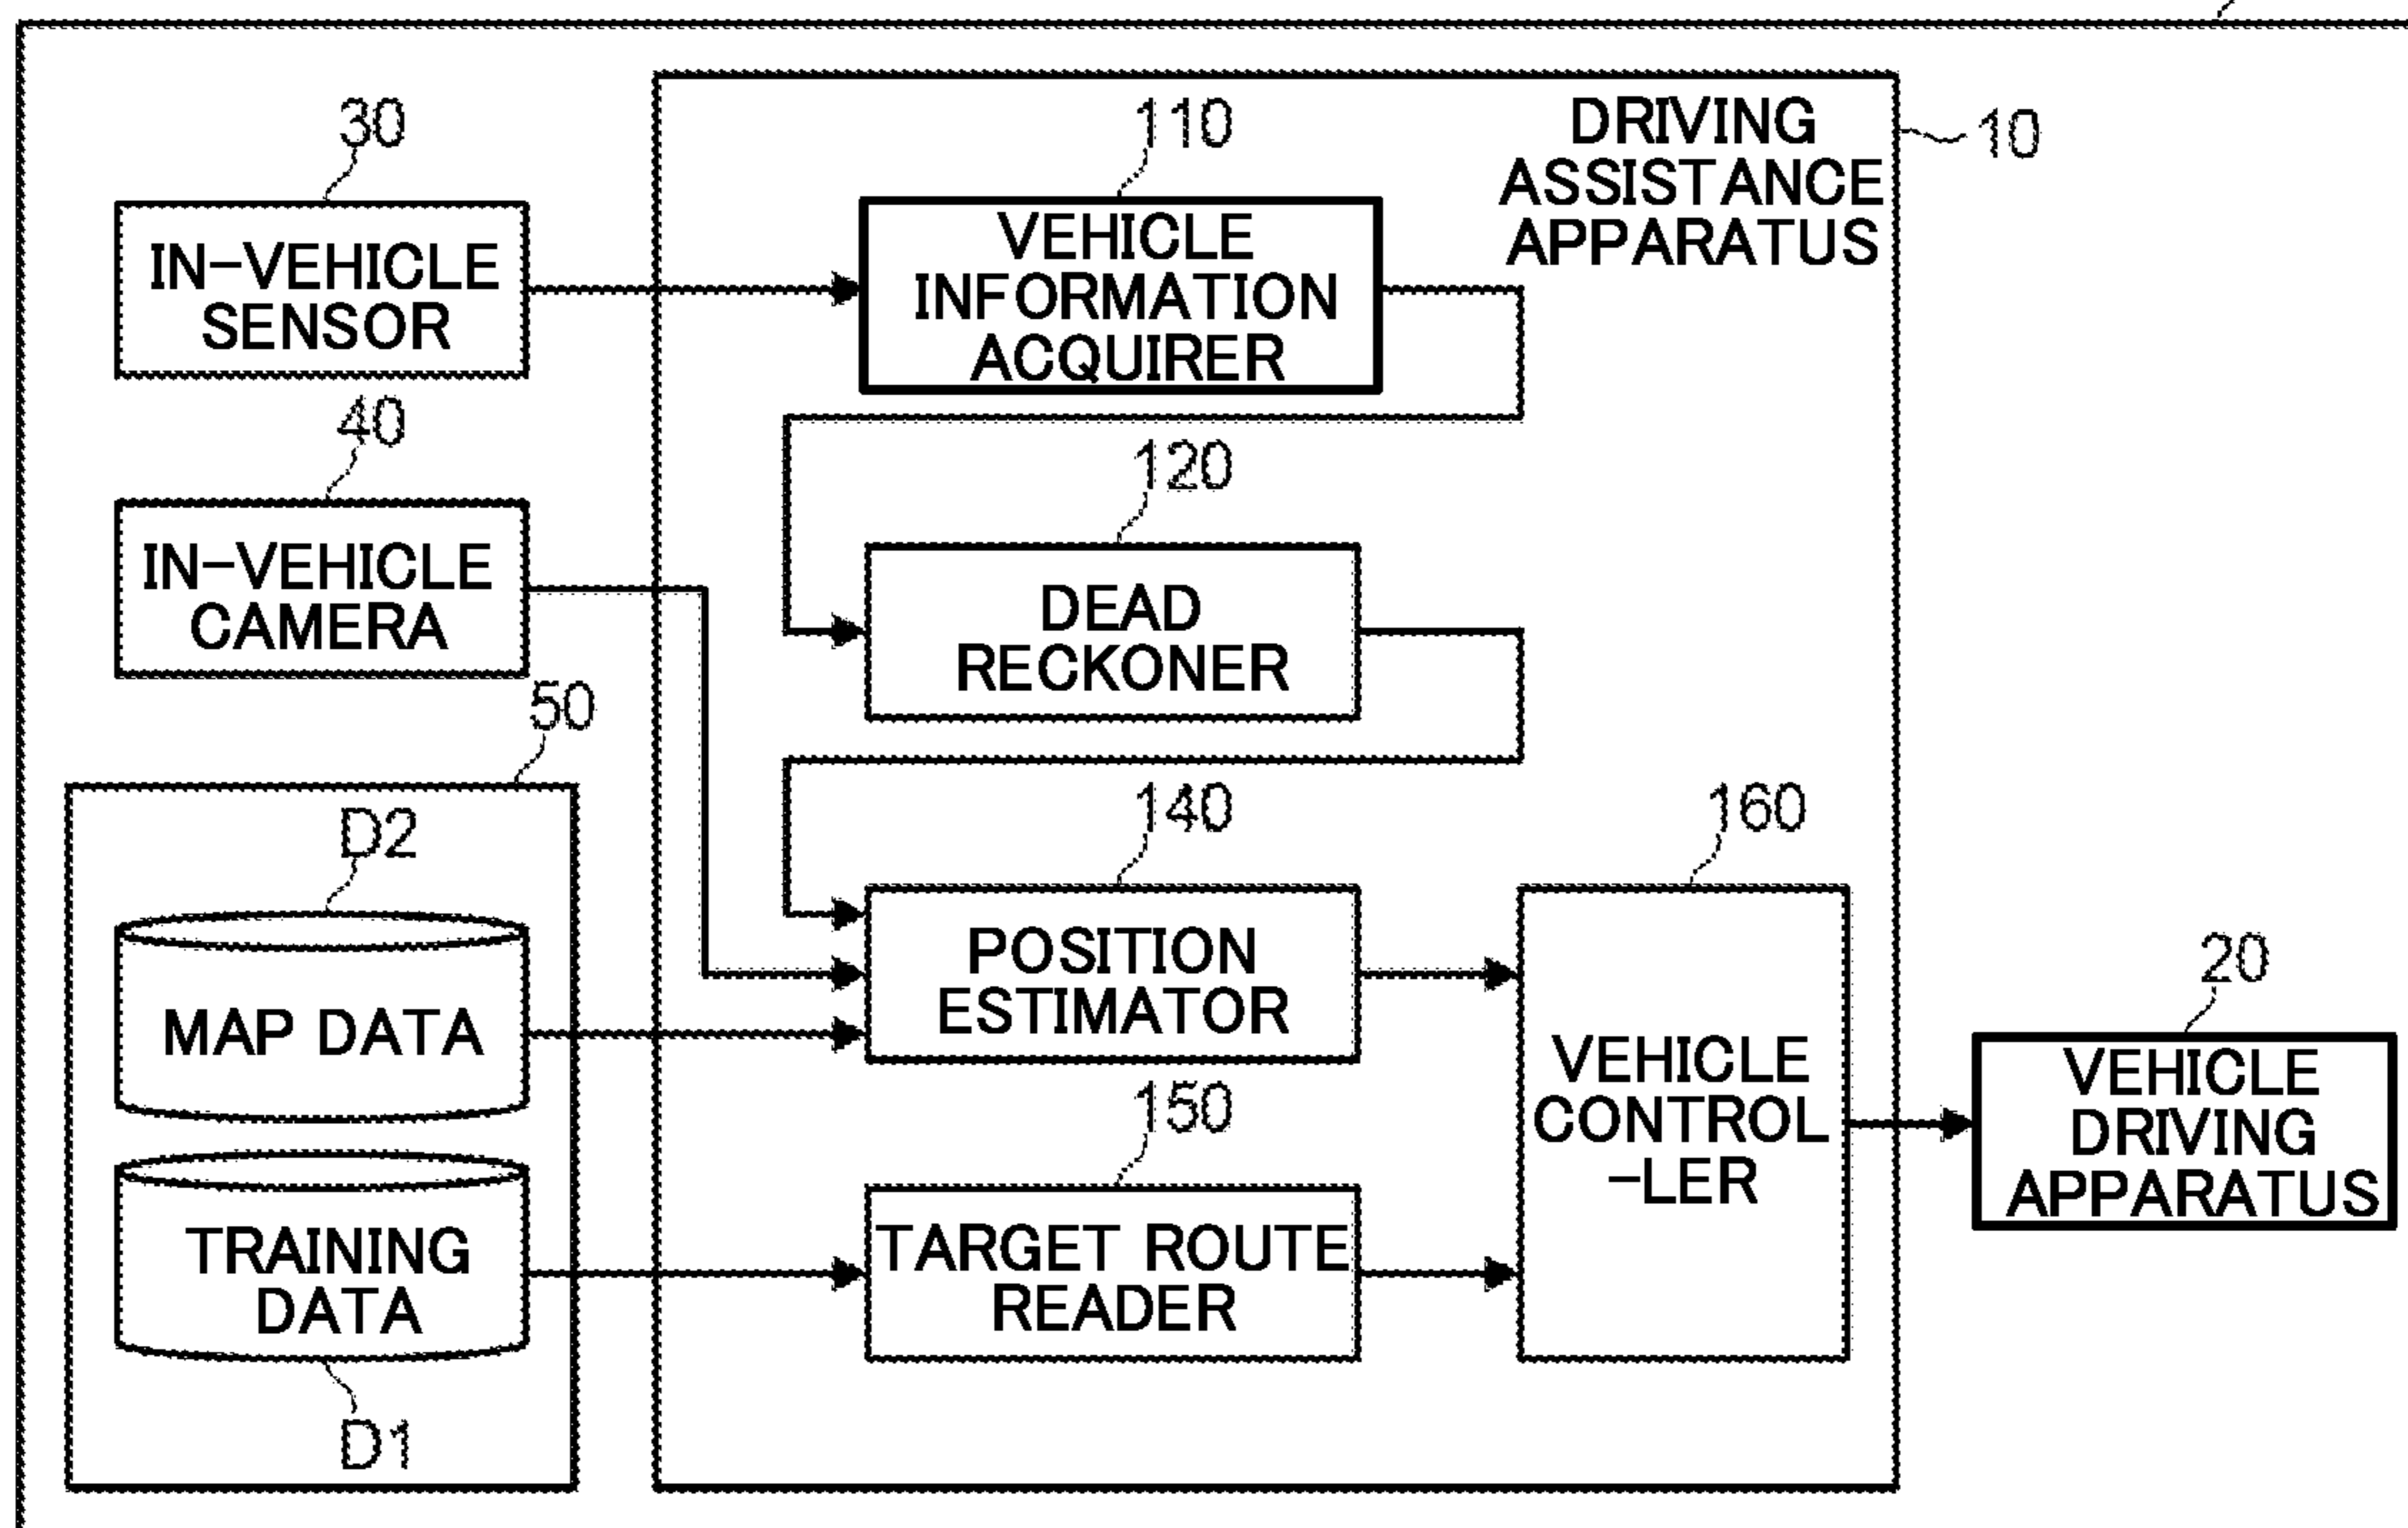 30
IN-VEHICLE
SENSOR
40
IN-VEHICLE
CAMERA
50
D2
MAP DATA
TRAINING
DATA
D1
DRIVING
ASSISTANCE
APPARATUS
10
110
VEHICLE
INFORMATION
ACQUIRER
120
DEAD
RECKONER
140
POSITION
ESTIMATOR
150
TARGET ROUTE
READER
160
VEHICLE
CONTROL
-LER
20
VEHICLE
DRIVING
APPARATUS